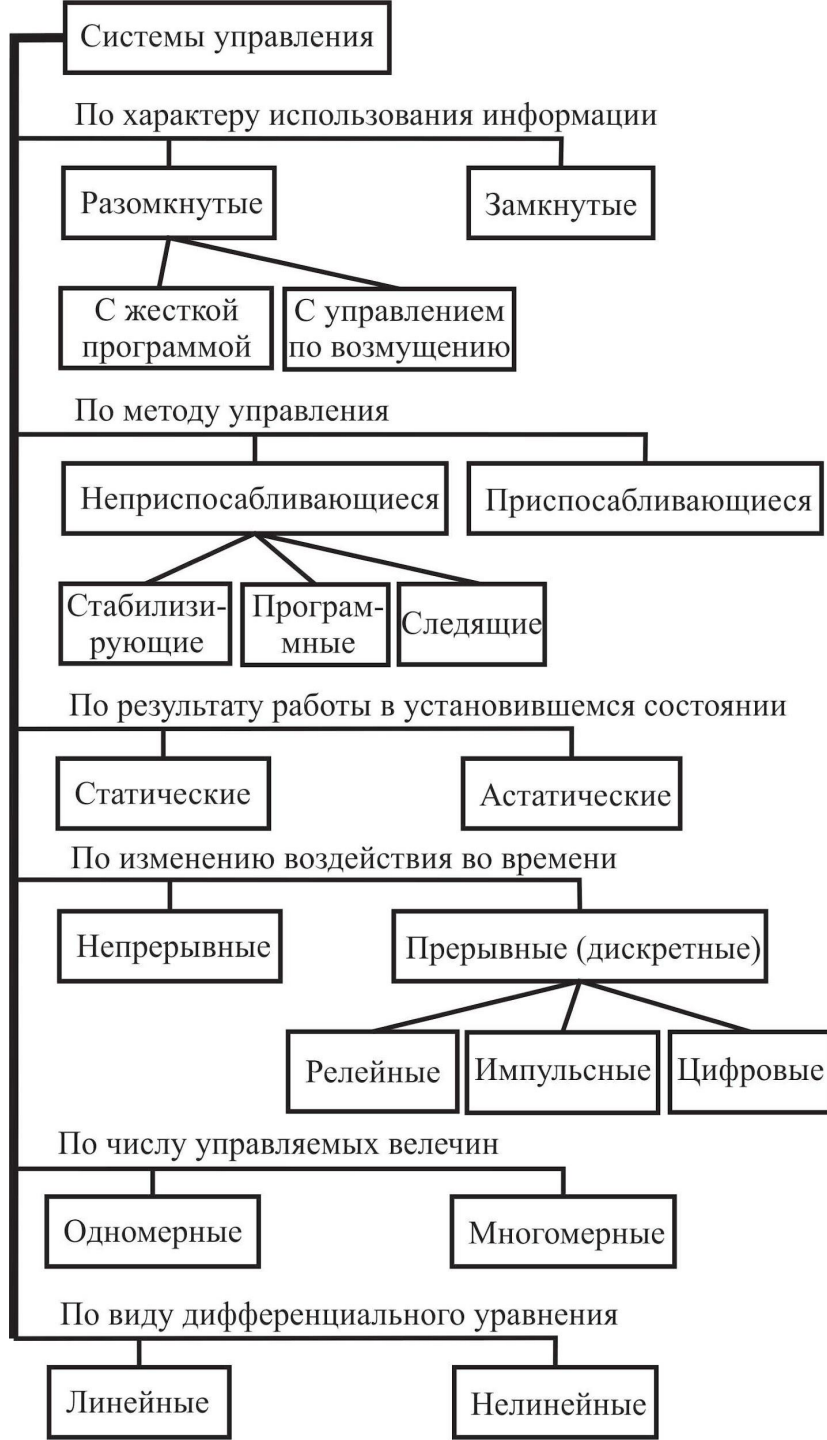 Системы управления
По характеру использования информации
Разомкнутые
Замкнутые
С жесткой
программой
С управлением
по возмущению
По методу управления
Неприспосабливающиеся
Приспосабливающиеся
Стабилизи-
рующие
Програм-
мные
Следящие
По результату работы в установившемся состоянии
Статические
Астатические
По изменению воздействия во времени
Непрерывные
Прерывные (дискретные)
Релейные
Импульсные
Цифровые
По числу управляемых велечин
Одномерные
Многомерные
По виду дифференциального уравнения
Линейные
Нелинейные